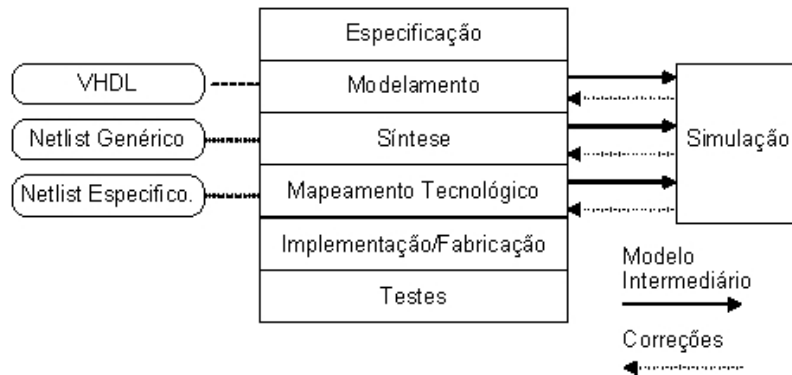 Especificação
VHDL
Modelamento
Netlist Genérico
Síntese
Simulação
Netlist Especifico.
Mapeamento Tecnológico
Implementação/Fabricação
Testes
Modelo
Intermediário
Correções